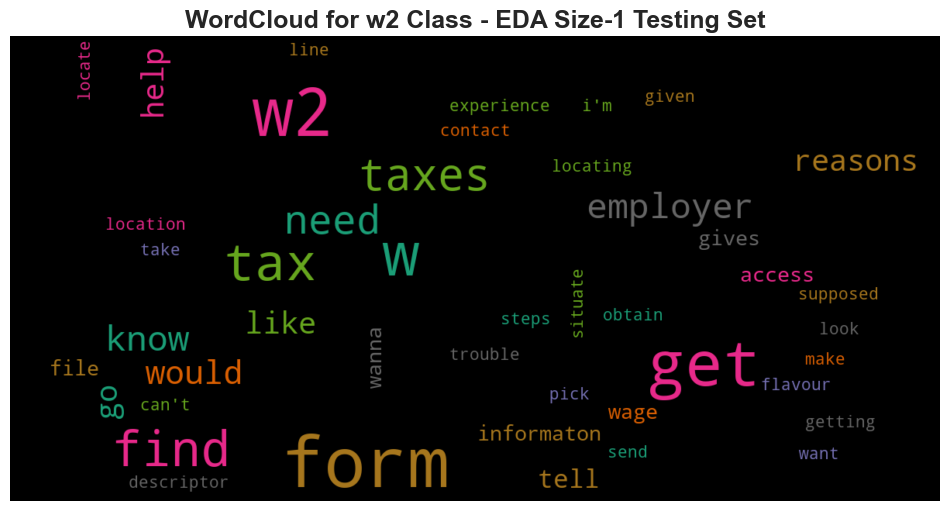 WordCloud for w2 Class - EDA Size-1 Testing Set
locate
help
line
w2
experience
i'm
given
contact
taxes
locating
reasons
need
employer
location
gives
take
tax
w
access
situate
supposed
like
steps
obtain
know
wanna
trouble
look
file
would
get
make
flavour
go
can't
pick
wage
getting
find
form
informaton
send
want
descriptor
tell